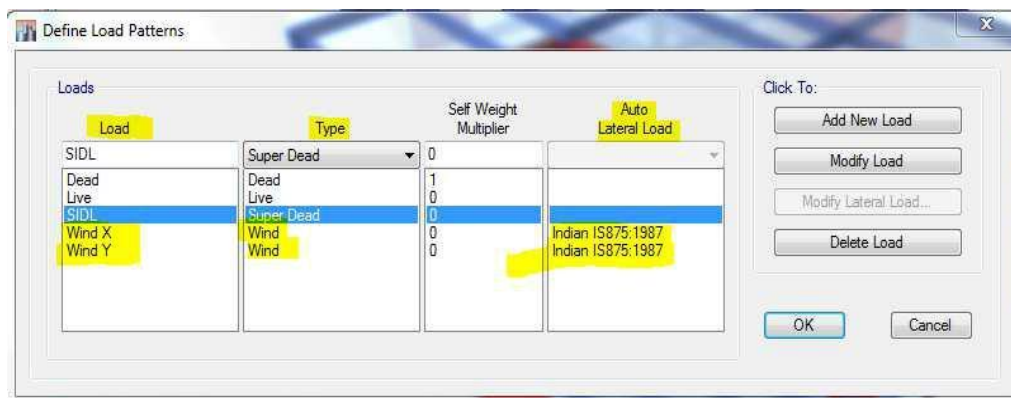 Define Load Patterns
X
Loads
Click To:
Load Type Self Weight Multiplier Auto Lateral Load
SIDL Super Dead 0
Dead Dead 1
Live Live 0
SIDL Super Dead 0
Wind X Wind 0 Indian IS875:1987
Wind Y Wind 0 Indian IS875:1987
Add New Load
Modify Load
Modify Lateral Load...
Delete Load
OK Cancel